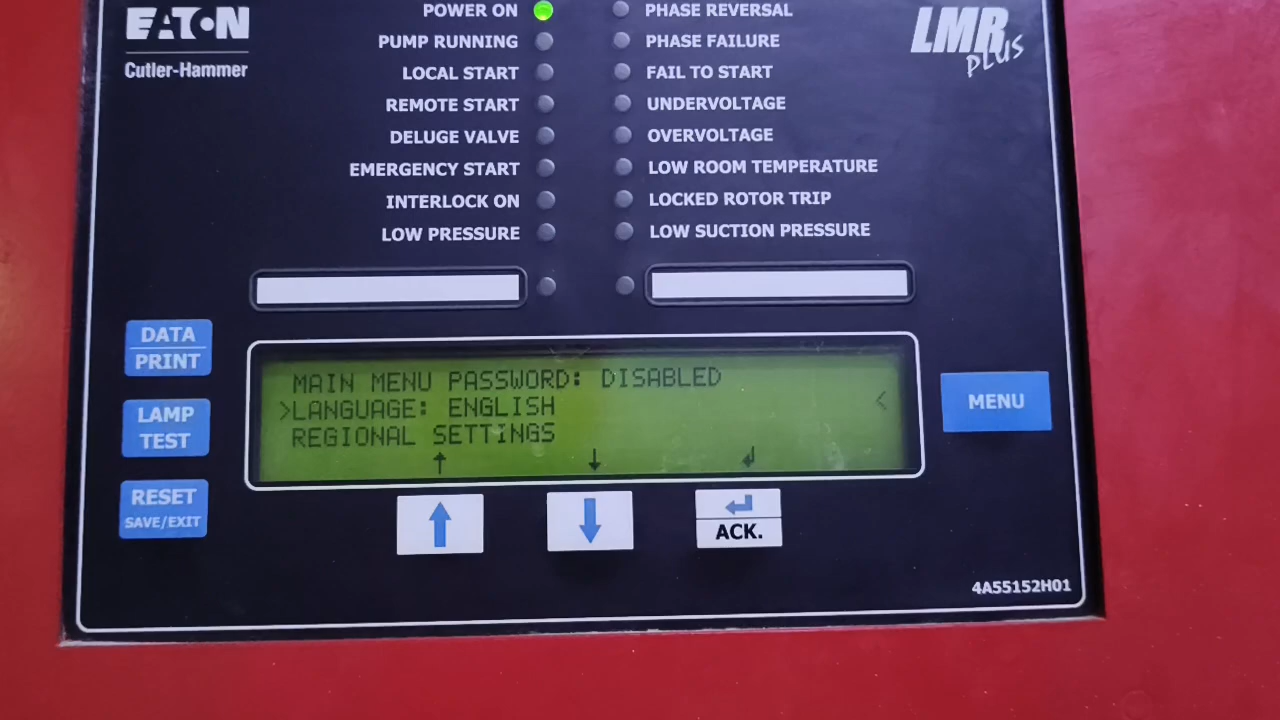 EATON
Cutler-Hammer
LMR
PLUS
POWER ON
PUMP RUNNING
LOCAL START
REMOTE START
DELUGE VALVE
EMERGENCY START
INTERLOCK ON
LOW PRESSURE
PHASE REVERSAL
PHASE FAILURE
FAIL TO START
UNDERVOLTAGE
OVERVOLTAGE
LOW ROOM TEMPERATURE
LOCKED ROTOR TRIP
LOW SUCTION PRESSURE
DATA
PRINT
LAMP
TEST
RESET
SAVE/EXIT
MAIN MENU PASSWORD: DISABLED
>LANGUAGE: ENGLISH <
REGIONAL SETTINGS
↑ ↓ ↲
MENU
↑ ↓ ↲
ACK.
4A55152H01